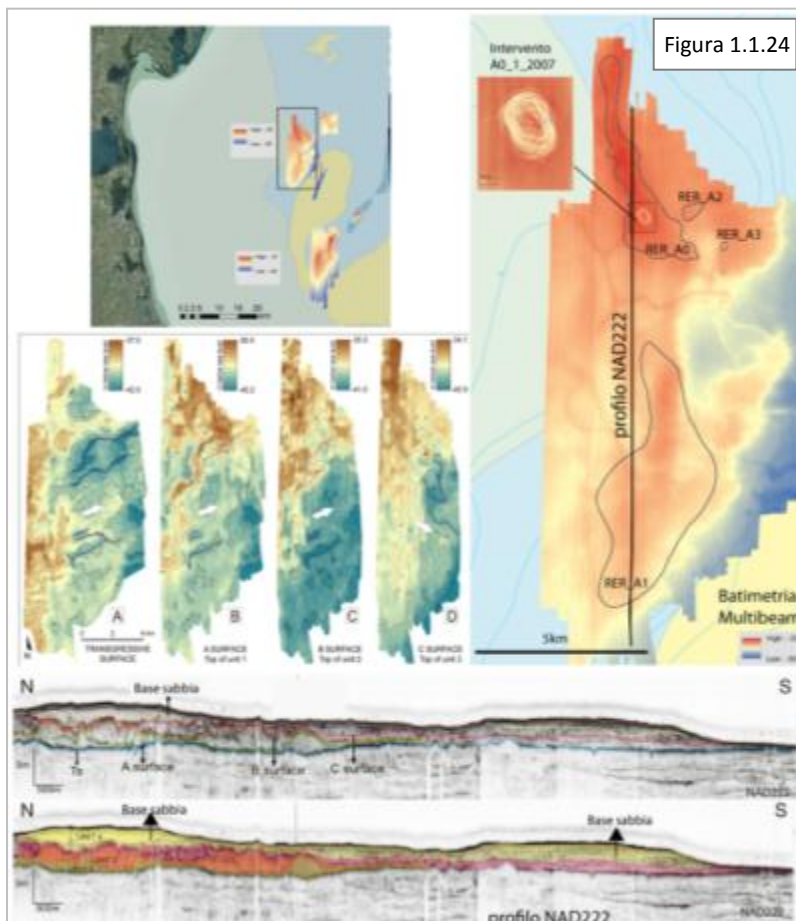 Figura 1.1.24
Intervento
A0_1_2007
RER_A2
RER_A3
RER_A0
profilo NAD222
RER_A1
Batimetria
Multibeam
5km
A
B
C
D
TRANSGRESSIVE
SURFACE
A SURFACE
Top of unit 1
B SURFACE
Top of unit 2
C SURFACE
Top of unit 3
N
S
Base sabbia
Ts
A surface
B surface
C surface
NAD222
N
S
Base sabbia
Base sabbia
profilo NAD222
NAD222